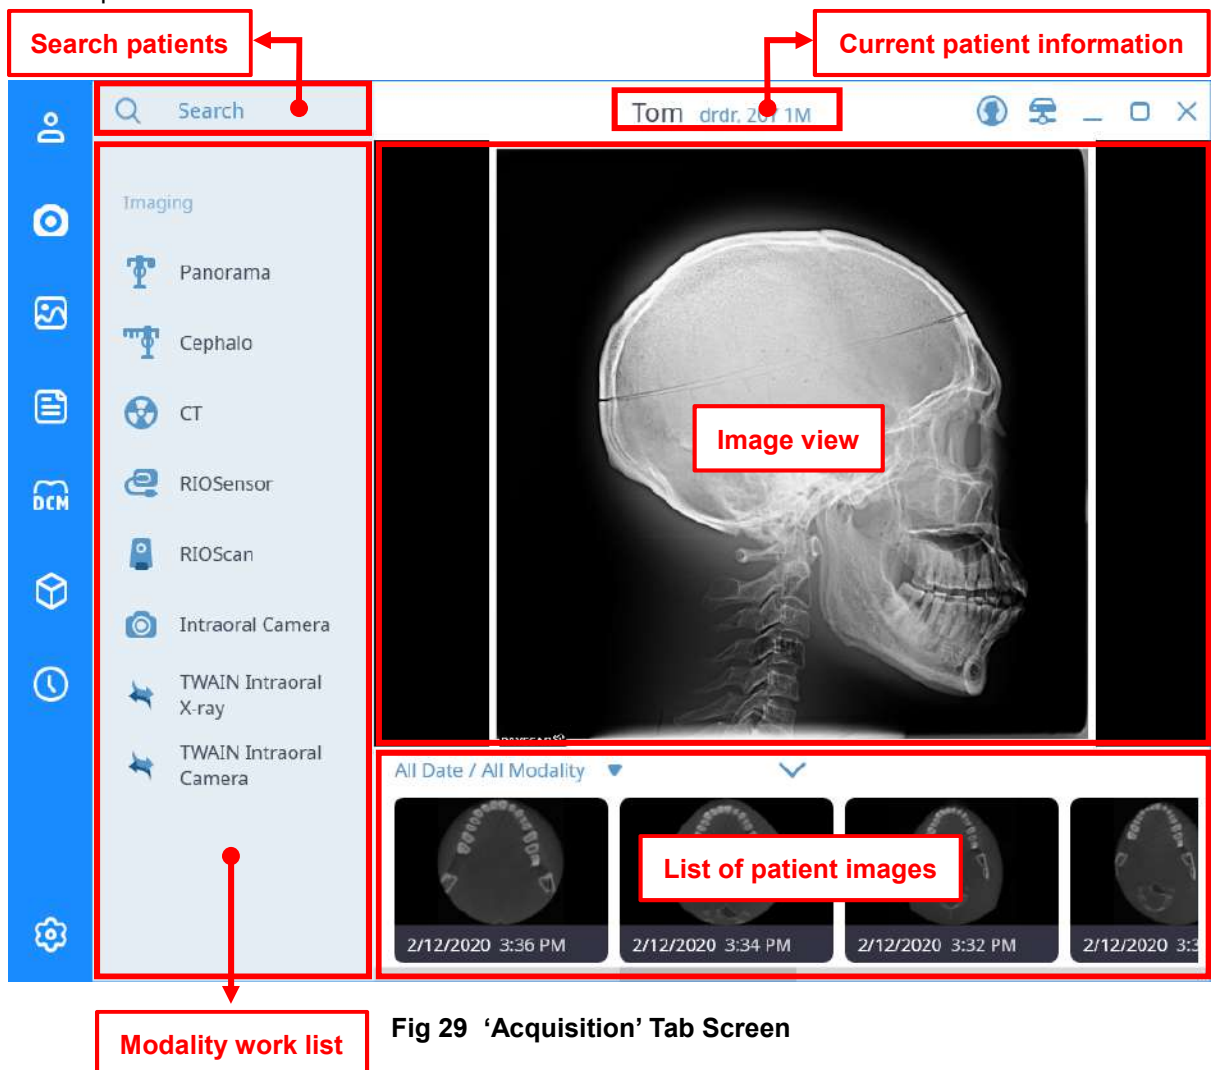 Search patients
Current patient information
Search
Tom drdr. 1M
Imaging
Panorama
Cephalo
CT
RIOSensor
RIOScan
Intraoral Camera
TWAIN Intraoral
X-ray
TWAIN Intraoral
Camera
DCM
Image view
All Date / All Modality
List of patient images
2/12/2020 3:36 PM
2/12/2020 3:34 PM
2/12/2020 3:32 PM
2/12/2020
Modality work list
Fig 29 ‘Acquisition’ Tab Screen